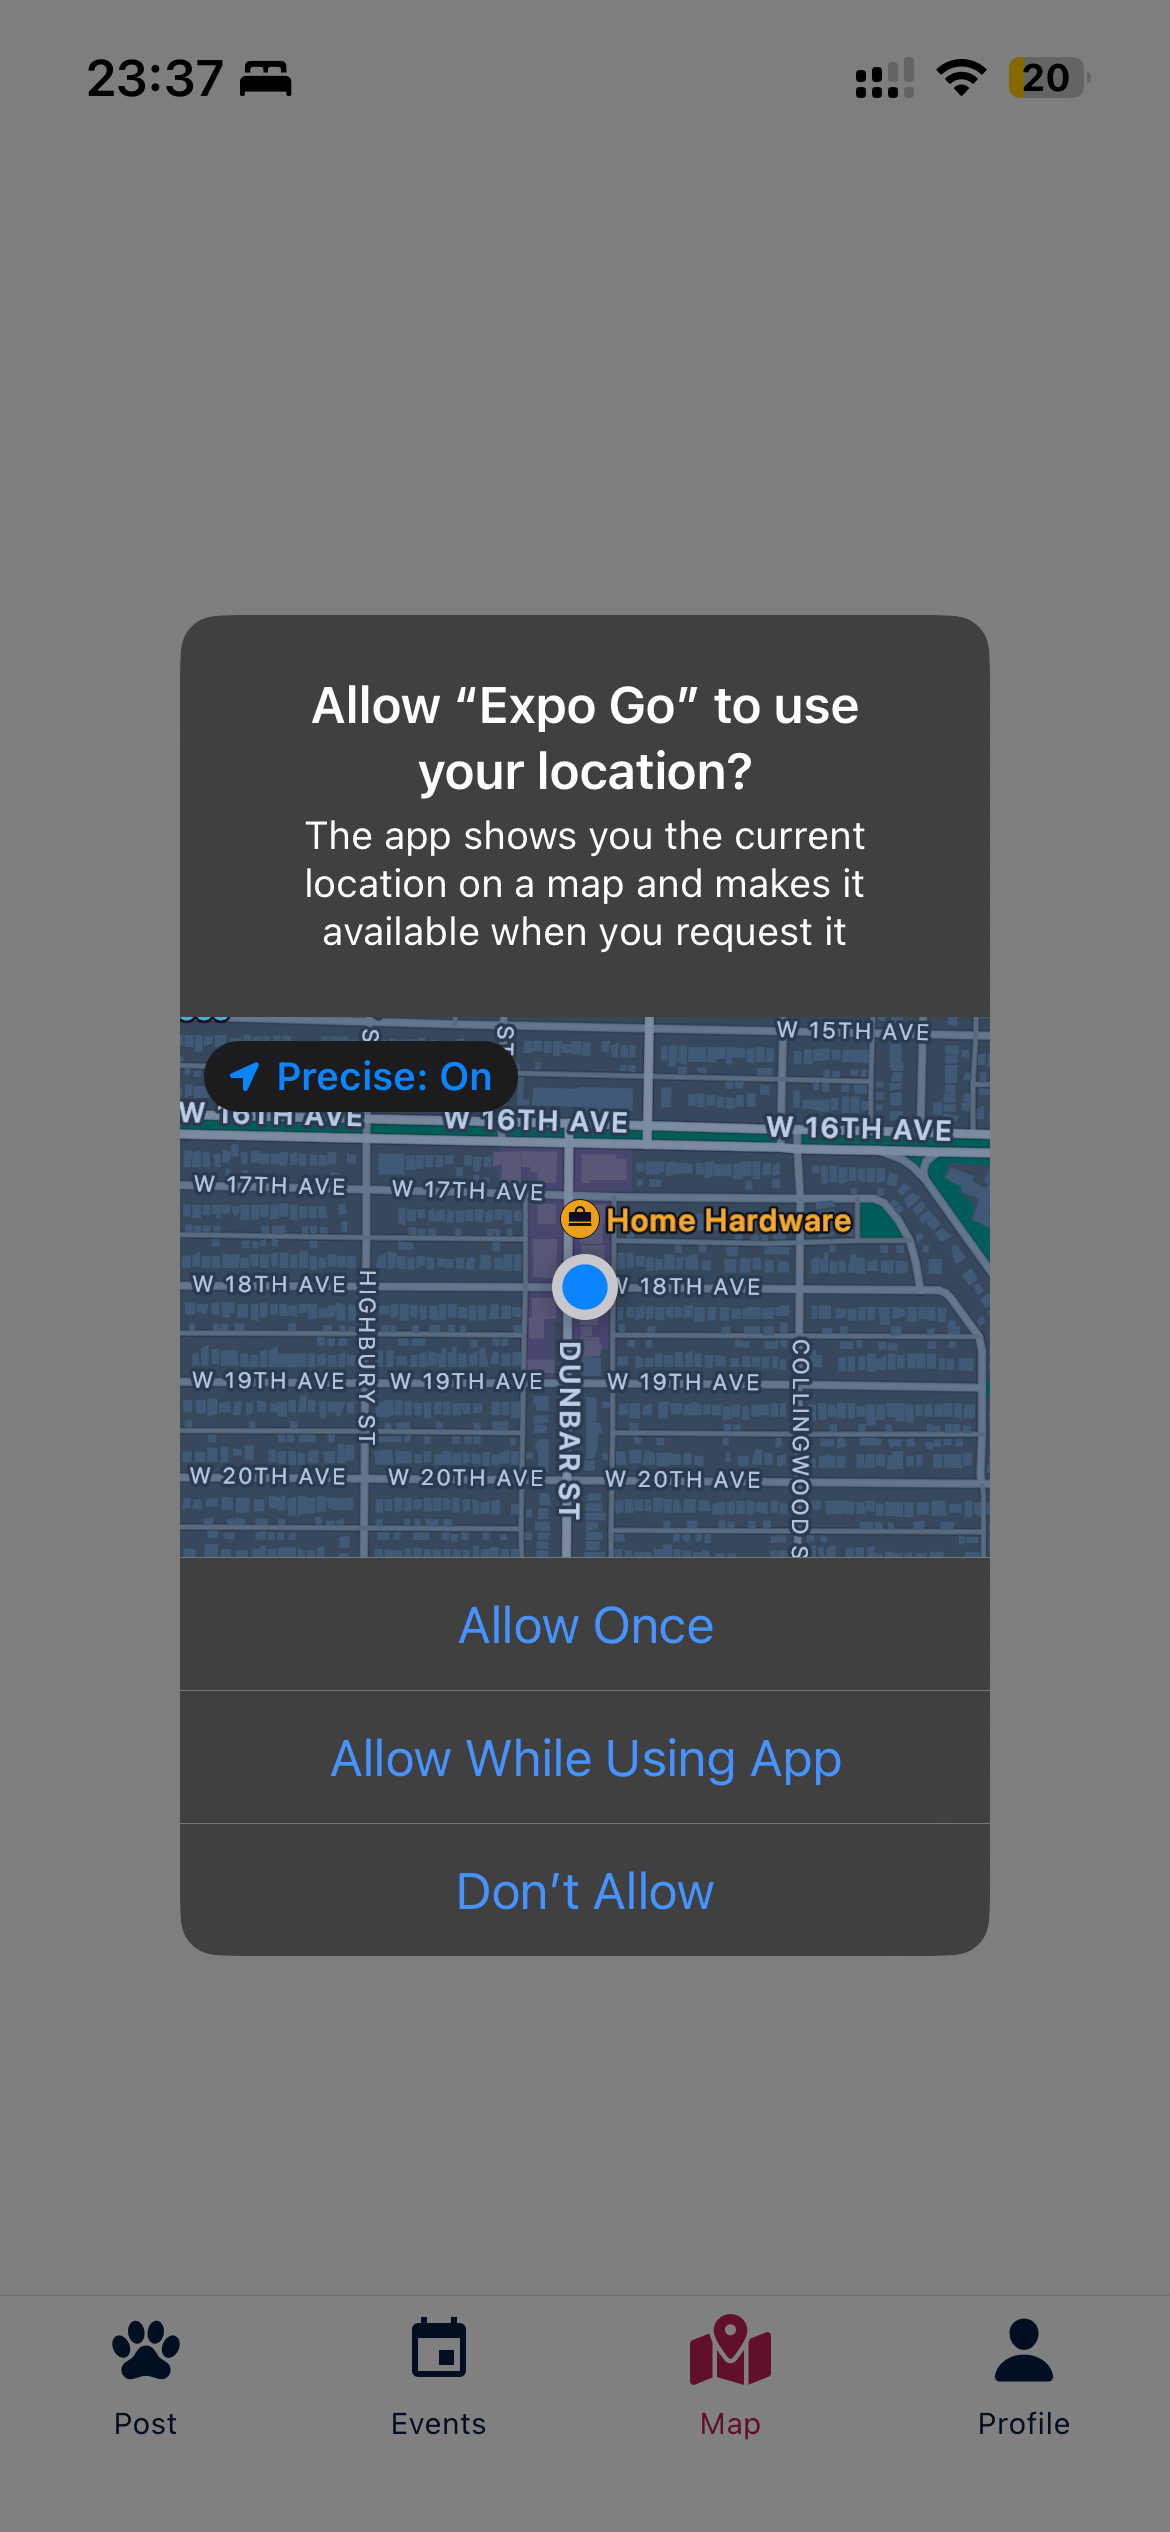 23:37
20
Allow “Expo Go” to use
your location?
The app shows you the current
location on a map and makes it
available when you request it
W 15TH AVE
ST
Precise: On
W 16TH AVE
W 16TH AVE
W 16TH AVE
W 17TH AVE
W 17TH AVE
Home Hardware
W 18TH AVE
W 18TH AVE
HIGHBURY ST
DUNBAR ST
COLLINGWOOD S
W 19TH AVE
W 19TH AVE
W 19TH AVE
W 20TH AVE
W 20TH AVE
W 20TH AVE
Allow Once
Allow While Using App
Don’t Allow
Post
Events
Map
Profile